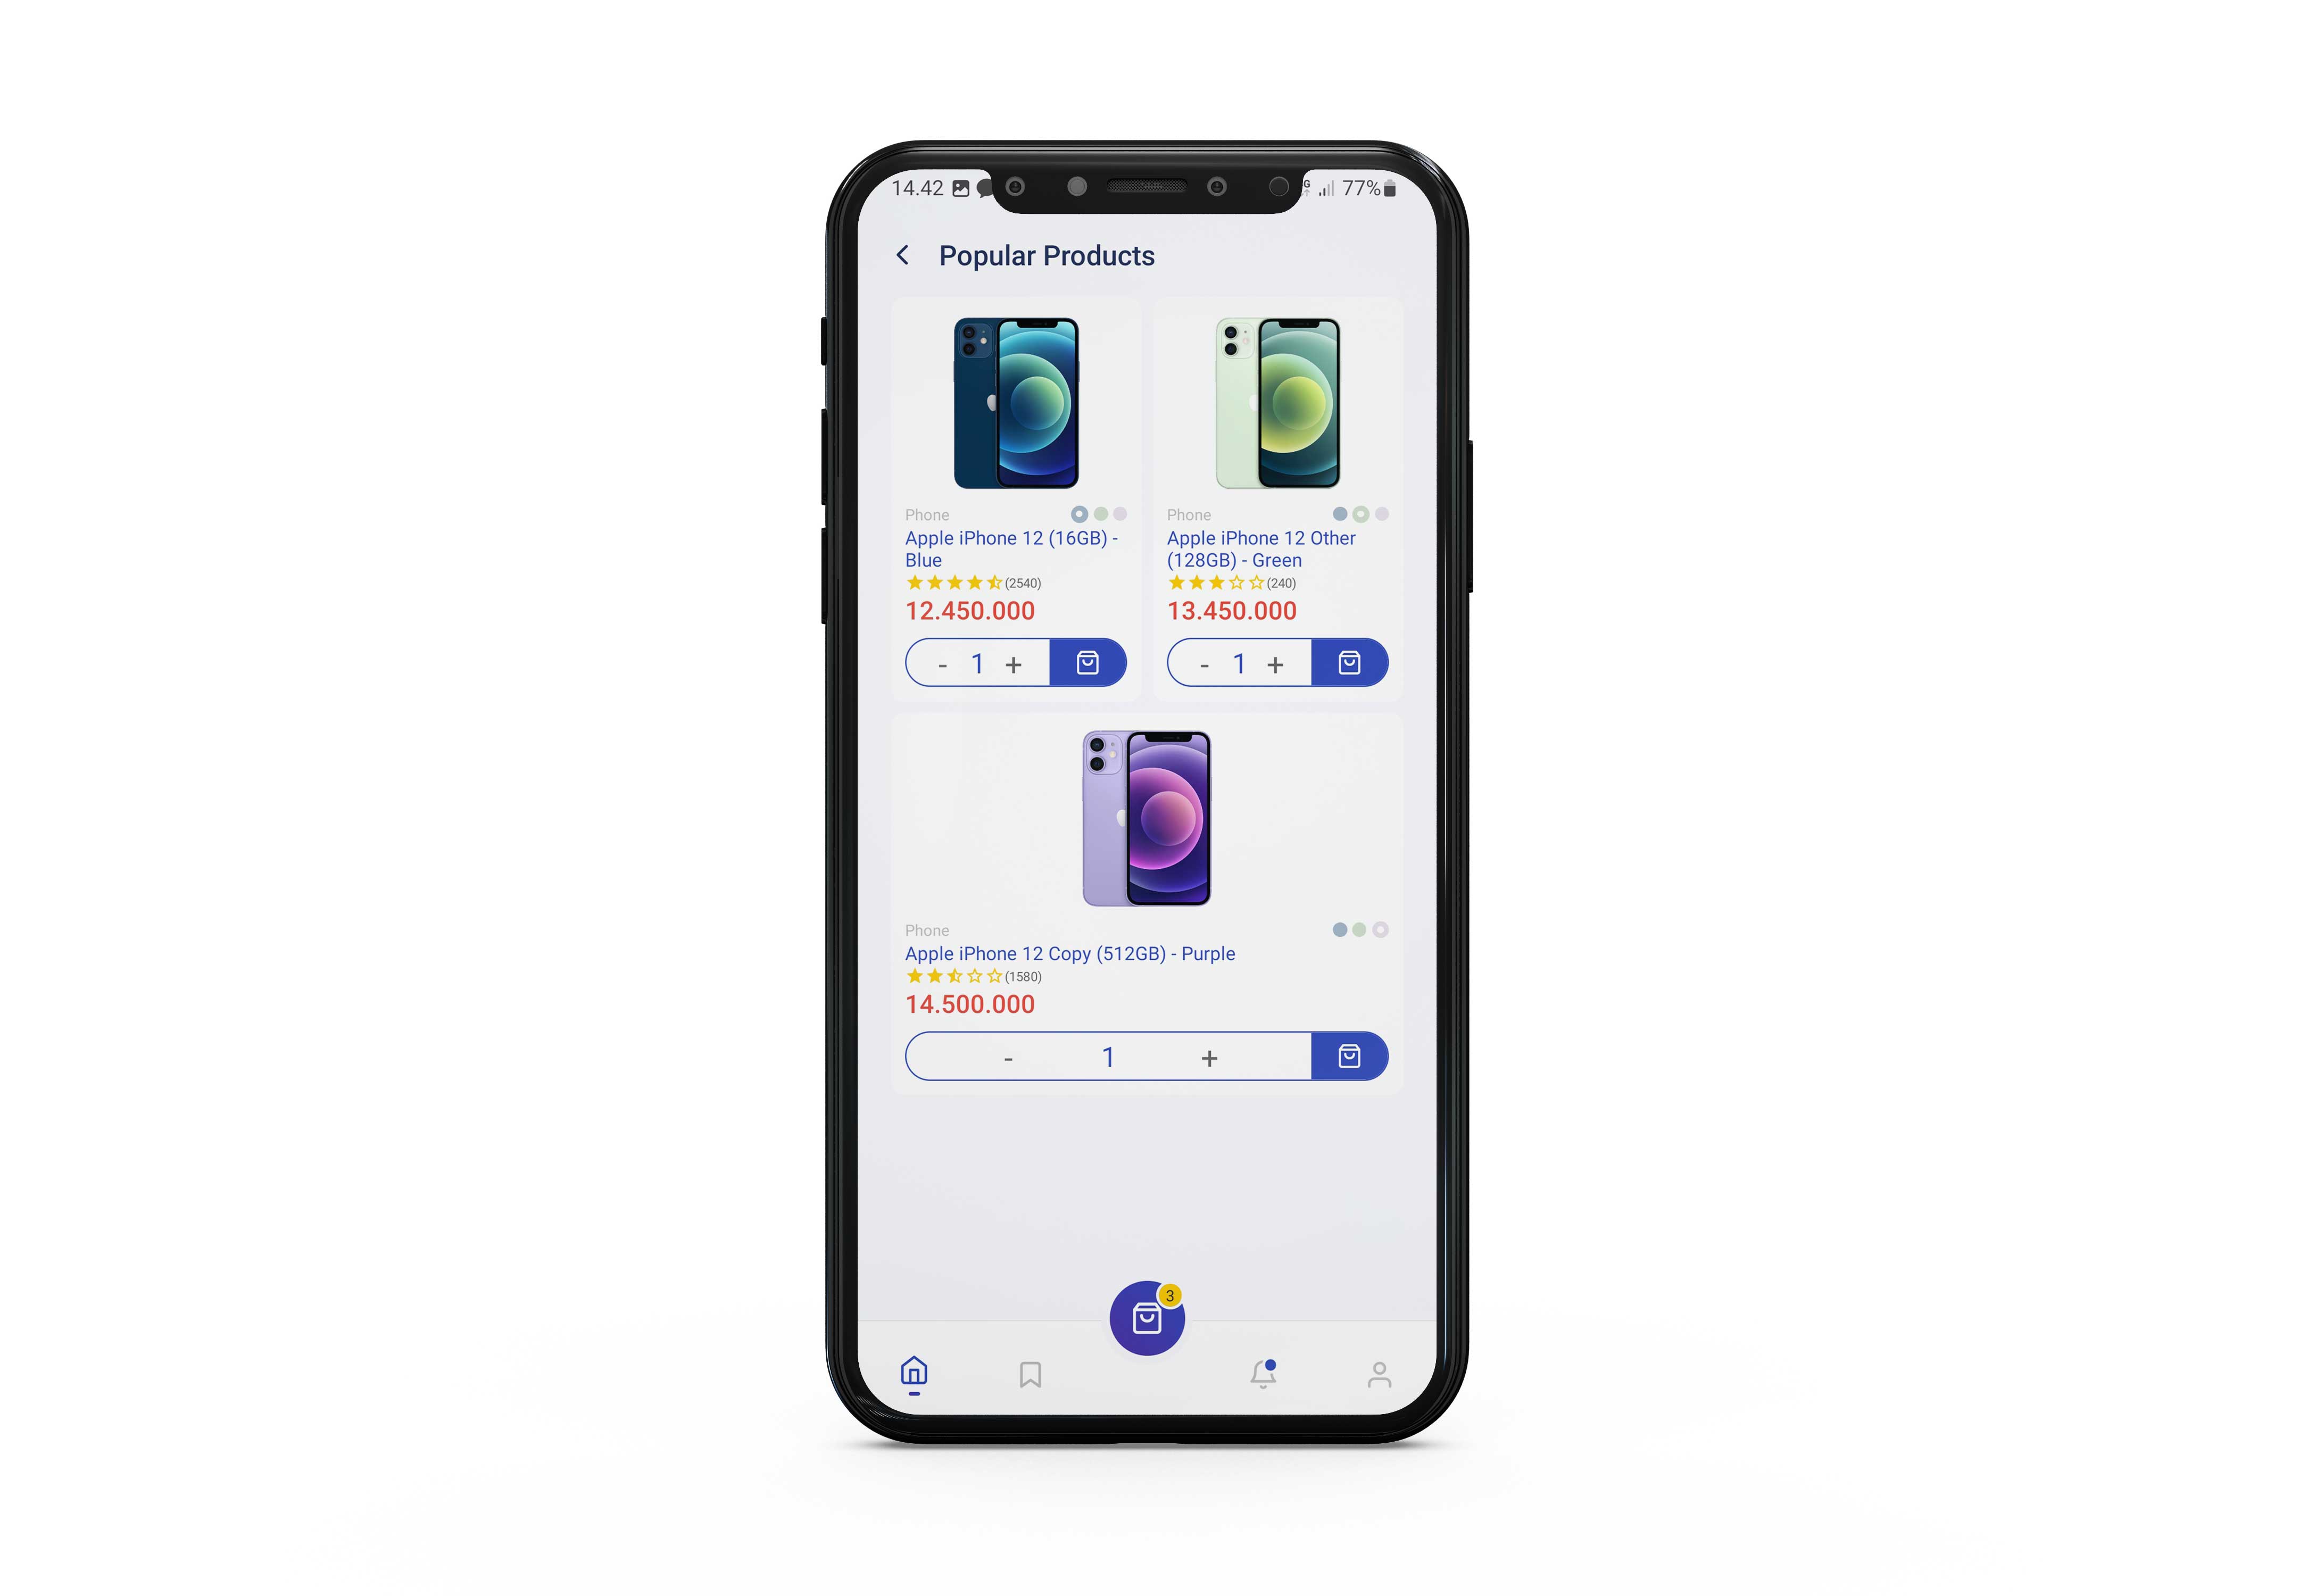 14.42
G
77%
Popular Products
Phone
Apple iPhone 12 (16GB) -
Blue
(2540)
12.450.000
- 1 +
Phone
Apple iPhone 12 Other
(128GB) - Green
(240)
13.450.000
- 1 +
Phone
Apple iPhone 12 Copy (512GB) - Purple
(1580)
14.500.000
- 1 +
3